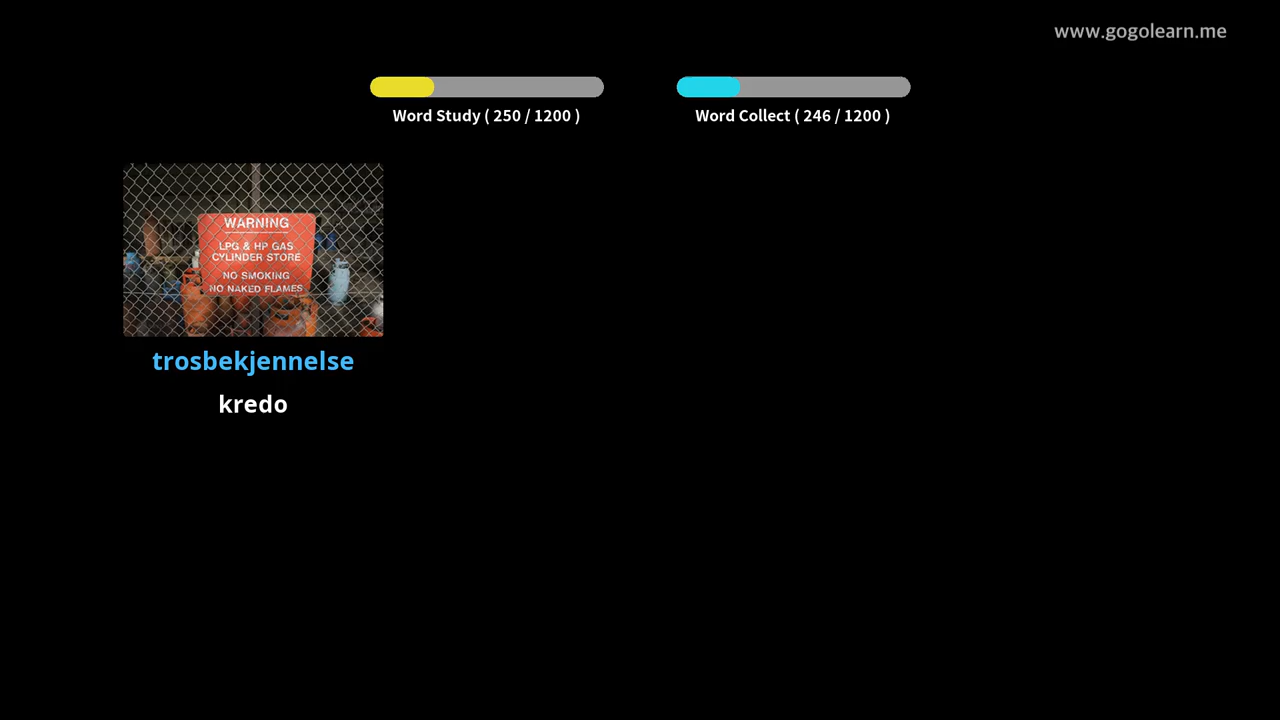 www.gogolearn.me
Word Study ( 250 / 1200 )
Word Collect ( 246 / 1200 )
WARNING
LPG & HP GAS
CYLINDER STORE
NO SMOKING
NO NAKED FLAMES
trosbekjennelse
kredo